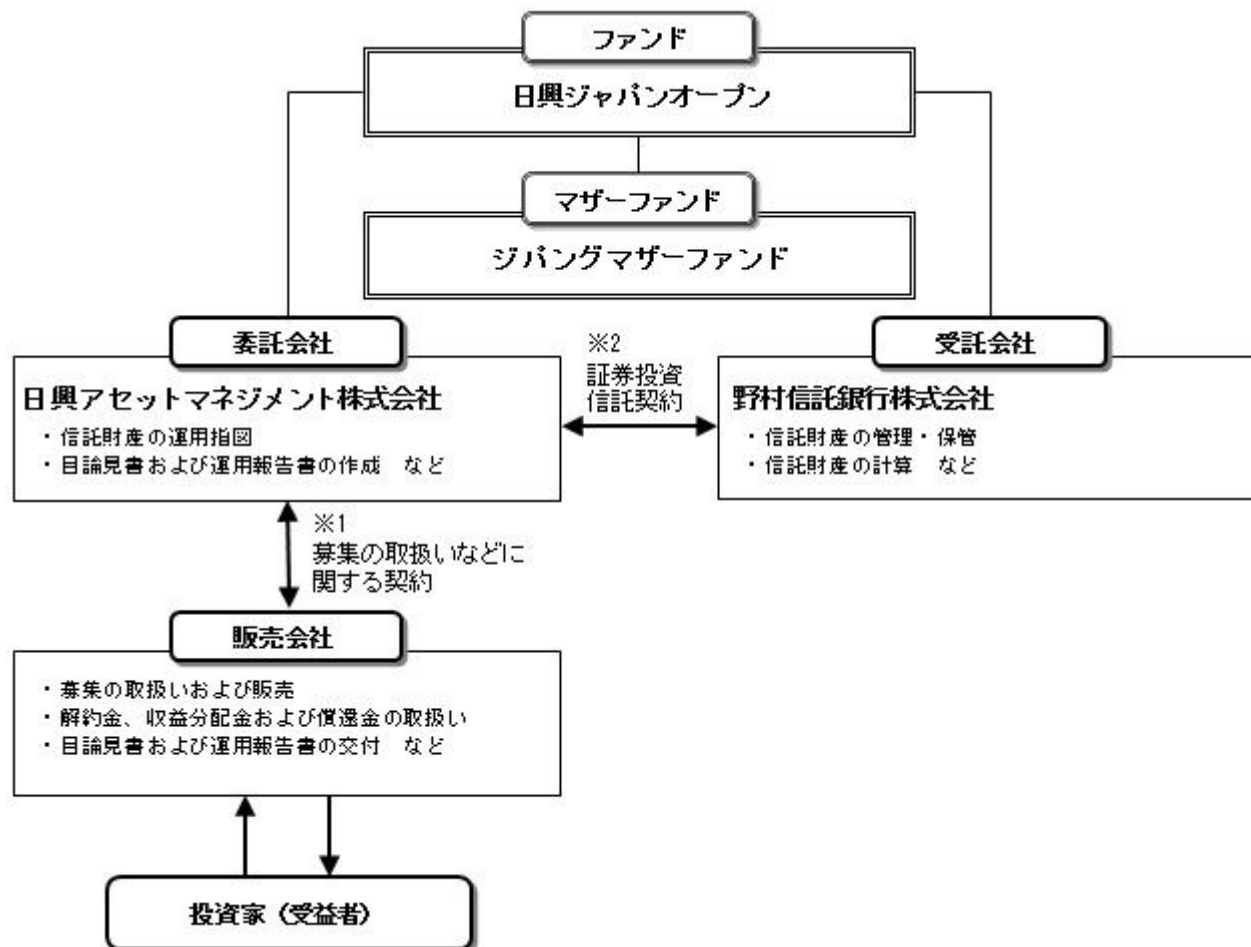 ファンド
日興ジャパンオープン
マザーファンド
ジパングマザーファンド
委託会社
日興アセットマネジメント株式会社
・信託財産の運用指図
・目論見書および運用報告書の作成　など
※2
証券投資
信託契約
受託会社
野村信託銀行株式会社
・信託財産の管理・保管
・信託財産の計算　など
※1
募集の取扱いなどに
関する契約
販売会社
・募集の取扱いおよび販売
・解約金、収益分配金および償還金の取扱い
・目論見書および運用報告書の交付　など
投資家（受益者）